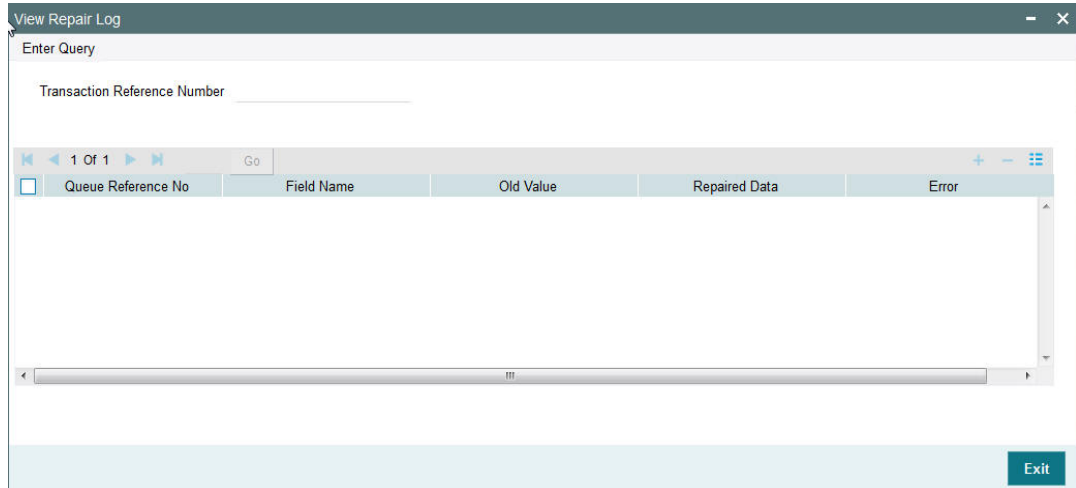 View Repair Log
Enter Query
Transaction Reference Number
1 Of 1 Go
Queue Reference No Field Name Old Value Repaired Data Error
Exit